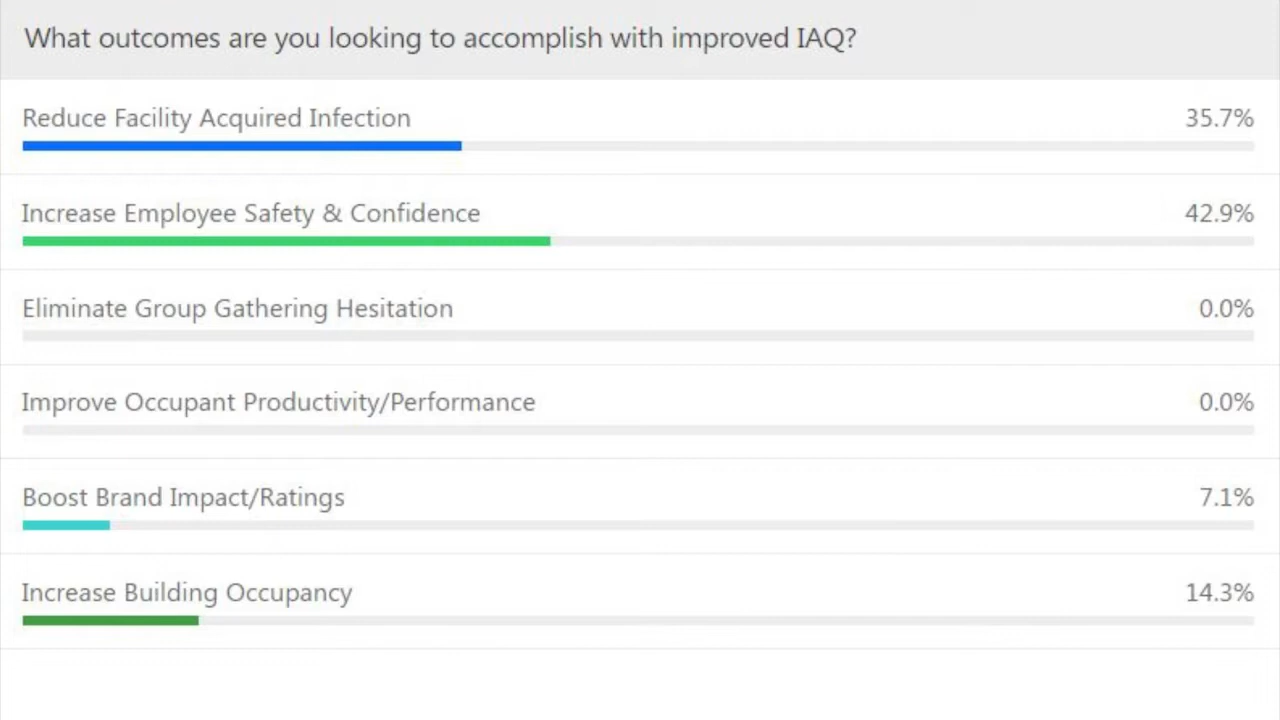 What outcomes are you looking to accomplish with improved IAQ?
Reduce Facility Acquired Infection 35.7%
Increase Employee Safety & Confidence 42.9%
Eliminate Group Gathering Hesitation 0.0%
Improve Occupant Productivity/Performance 0.0%
Boost Brand Impact/Ratings 7.1%
Increase Building Occupancy 14.3%